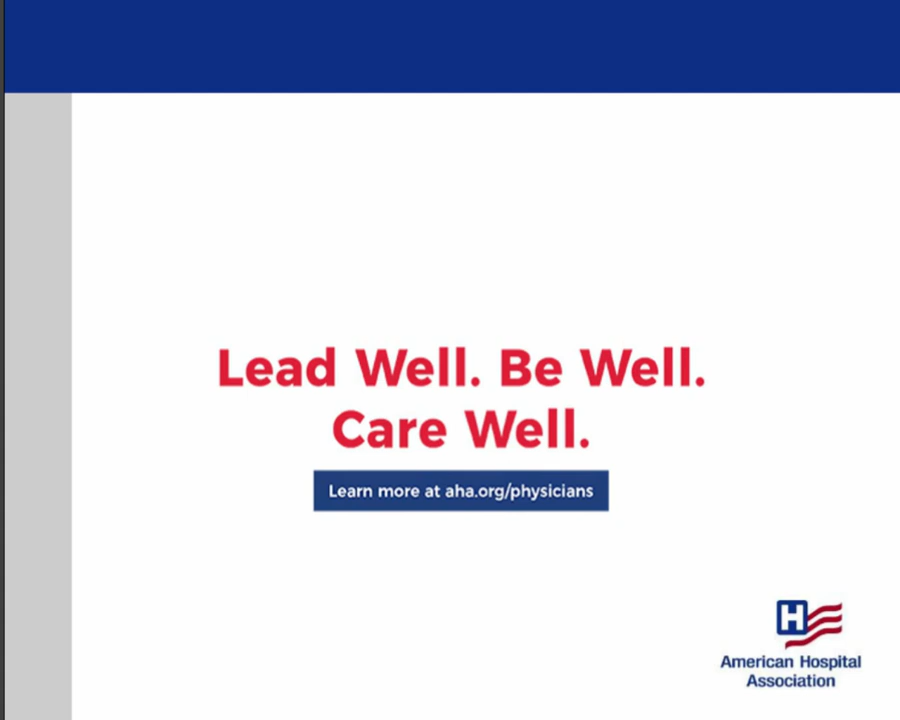 Lead Well. Be Well.
Care Well.
Learn more at aha.org/physicians
H
American Hospital
Association